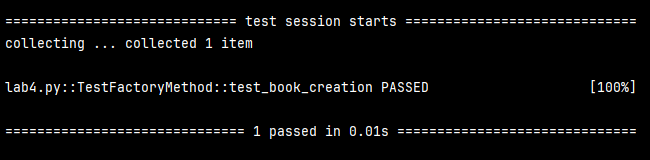 ============================= test session starts =============================
collecting ... collected 1 item
lab4.py::TestFactoryMethod::test_book_creation PASSED [100%]
============================== 1 passed in 0.01s ==============================